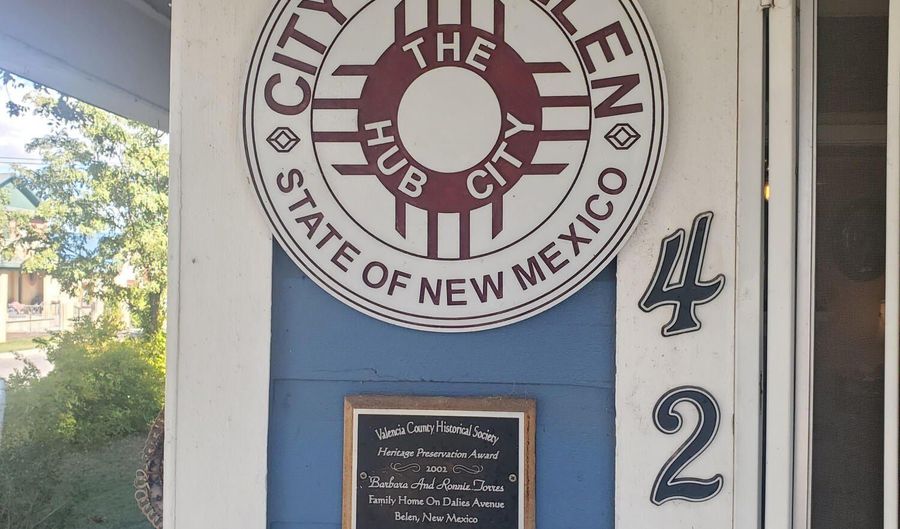 CITY
LEN
THE
HUB CITY
STATE OF NEW MEXICO
4
2
Valencia County Historical Society
Heritage Preservation Award
2002
Barbara And Ronnie Torres
Family Home On Dalies Avenue
Belen, New Mexico